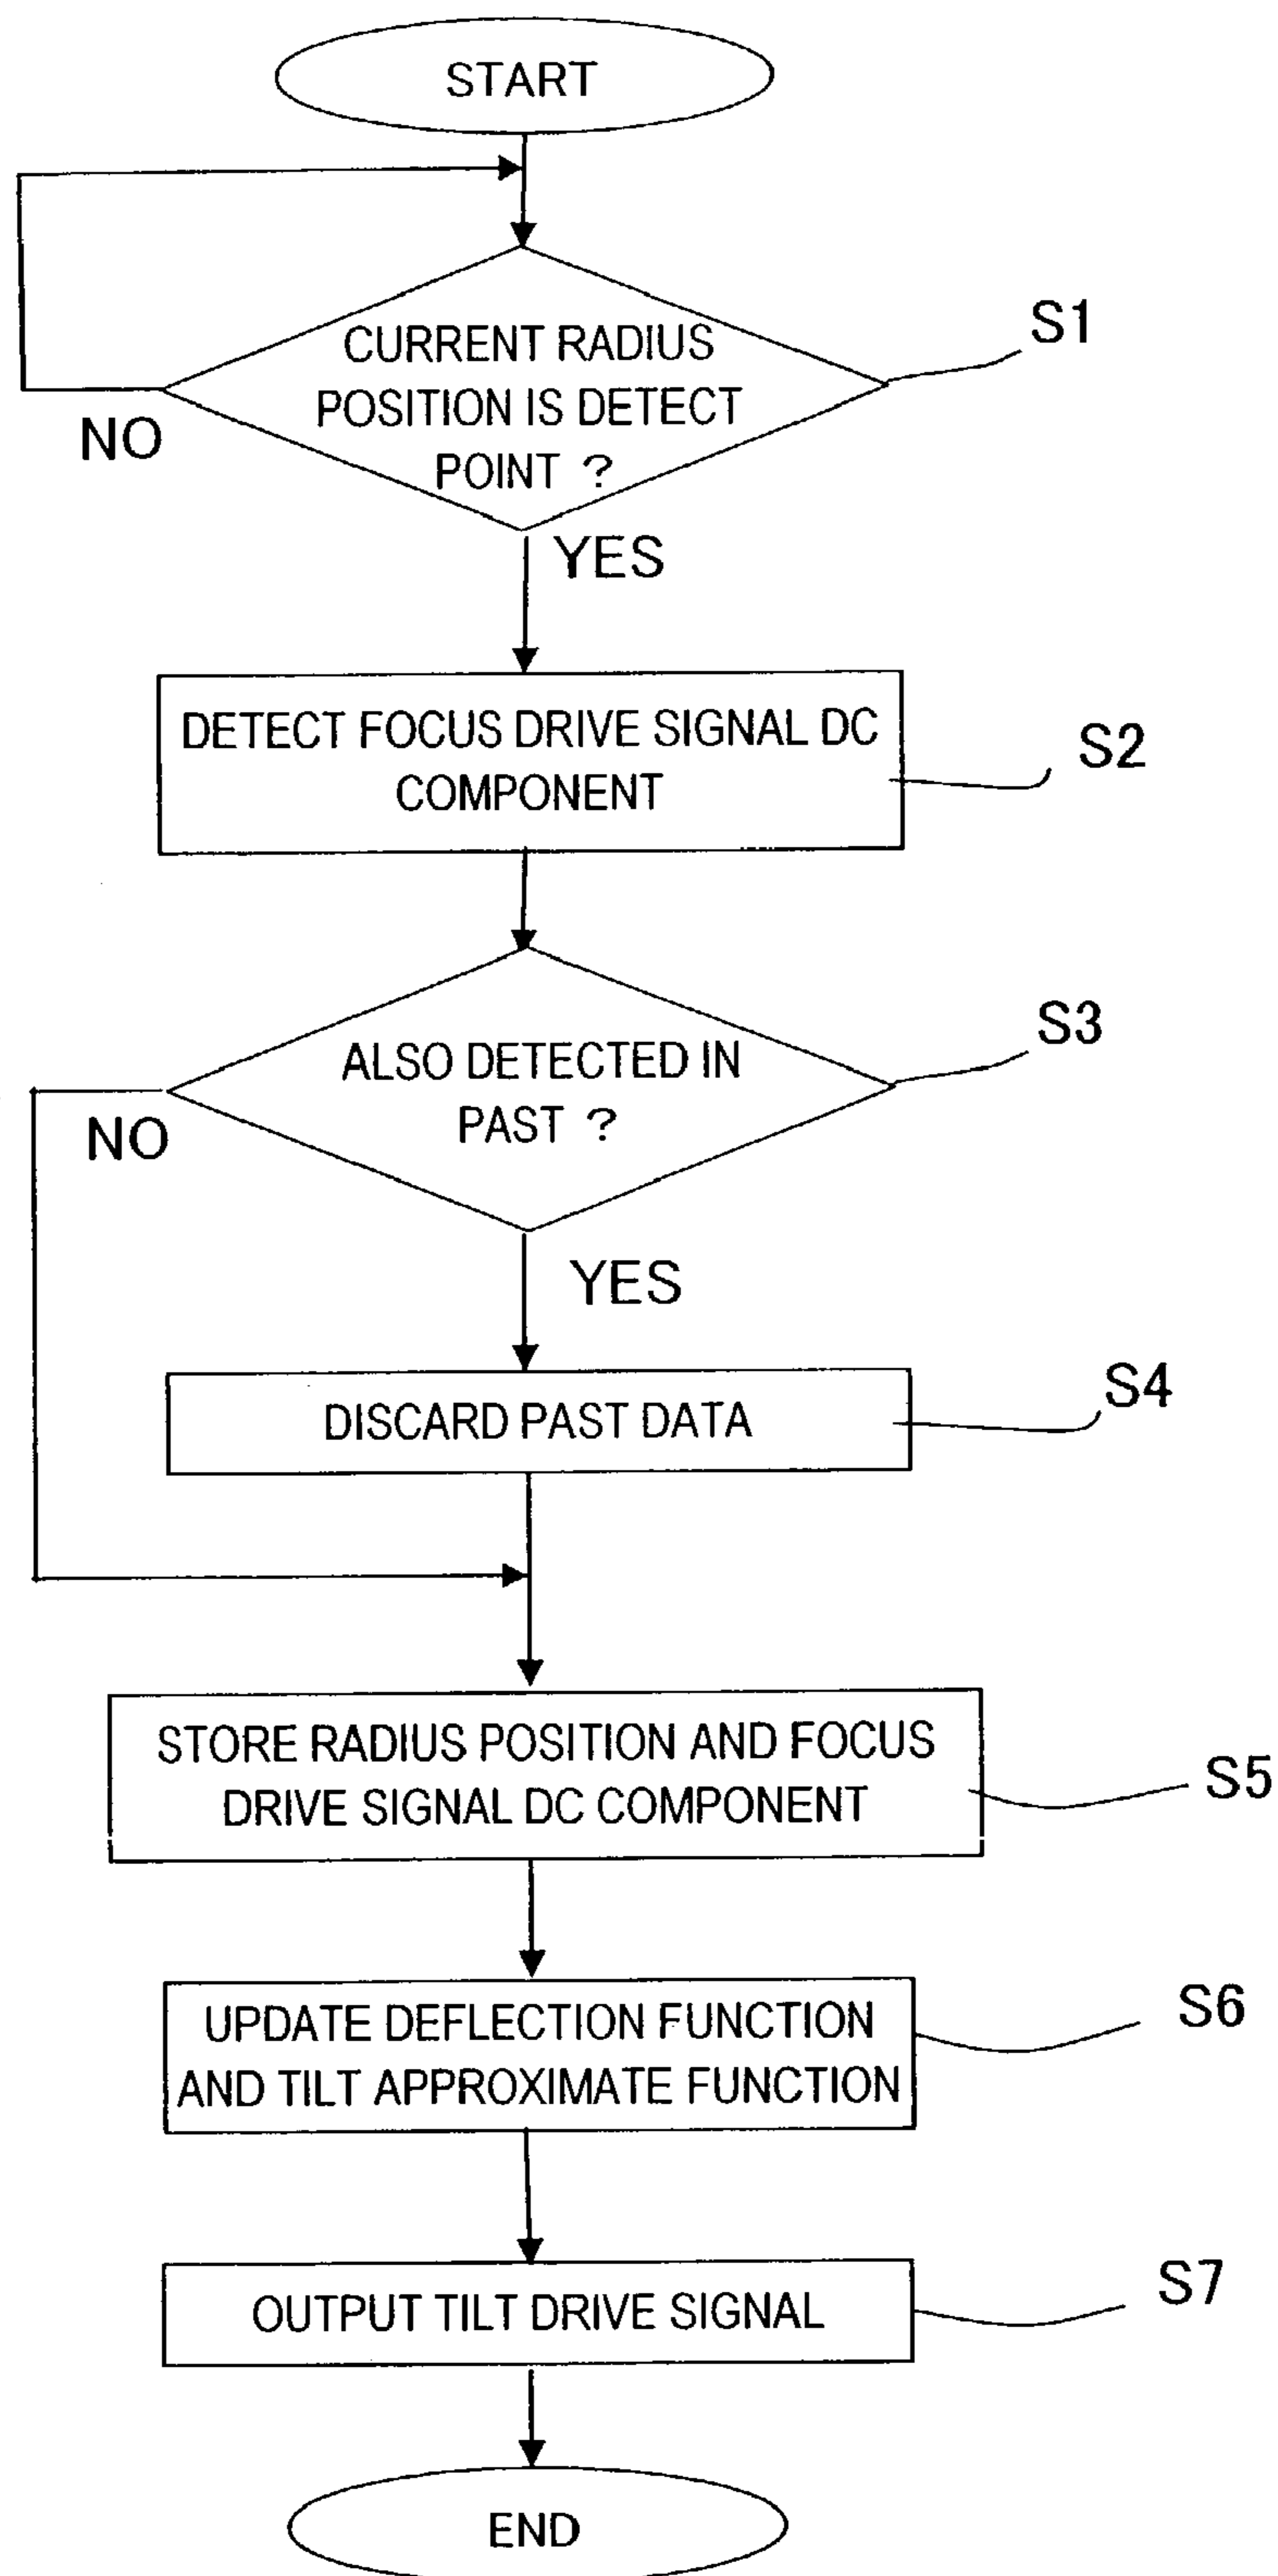 START
CURRENT RADIUS
POSITION IS DETECT
POINT ?
S1
NO
YES
DETECT FOCUS DRIVE SIGNAL DC
COMPONENT
S2
ALSO DETECTED IN
PAST ?
S3
NO
YES
DISCARD PAST DATA
S4
STORE RADIUS POSITION AND FOCUS
DRIVE SIGNAL DC COMPONENT
S5
UPDATE DEFLECTION FUNCTION
AND TILT APPROXIMATE FUNCTION
S6
OUTPUT TILT DRIVE SIGNAL
S7
END